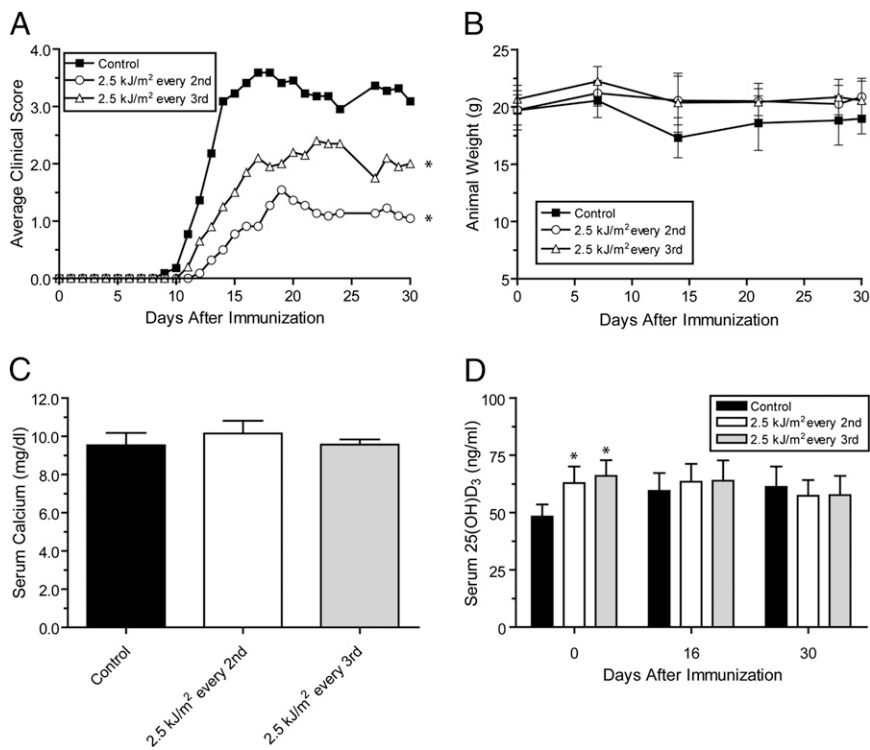 A
4.0
3.0
2.0
1.0
0.0
Average Clinical Score
Control
2.5 kJ/m² every 2nd
2.5 kJ/m² every 3rd
*
*
0 5 10 15 20 25 30
Days After Immunization
B
25
20
15
10
5
Animal Weight (g)
Control
2.5 kJ/m² every 2nd
2.5 kJ/m² every 3rd
0 5 10 15 20 25 30
Days After Immunization
C
12.0
10.0
8.0
6.0
4.0
2.0
0.0
Serum Calcium (mg/dl)
Control
2.5 kJ/m² every 2nd
2.5 kJ/m² every 3rd
D
100
75
50
25
0
Serum 25(OH)D₃ (ng/ml)
Control
2.5 kJ/m² every 2nd
2.5 kJ/m² every 3rd
* *
0 16 30
Days After Immunization